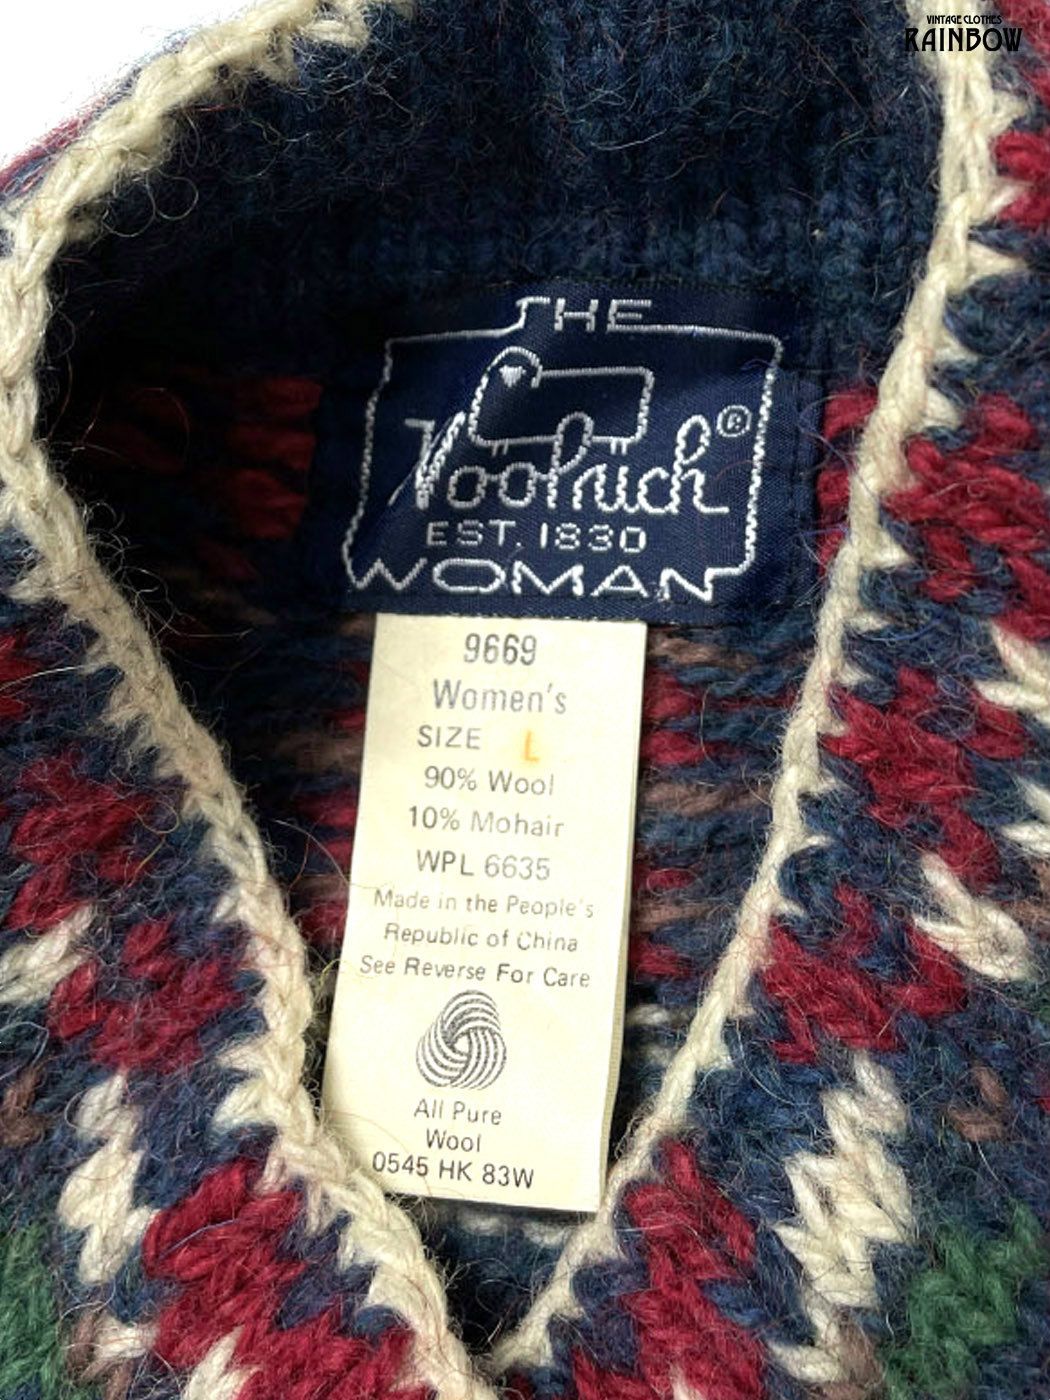 VINTAGE CLOTHES
RAINBOW
THE
Woolrich®
EST. 1830
WOMAN
9669
Women's
SIZE L
90% Wool
10% Mohair
WPL 6635
Made in the People's
Republic of China
See Reverse For Care
All Pure
Wool
0545 HK 83W